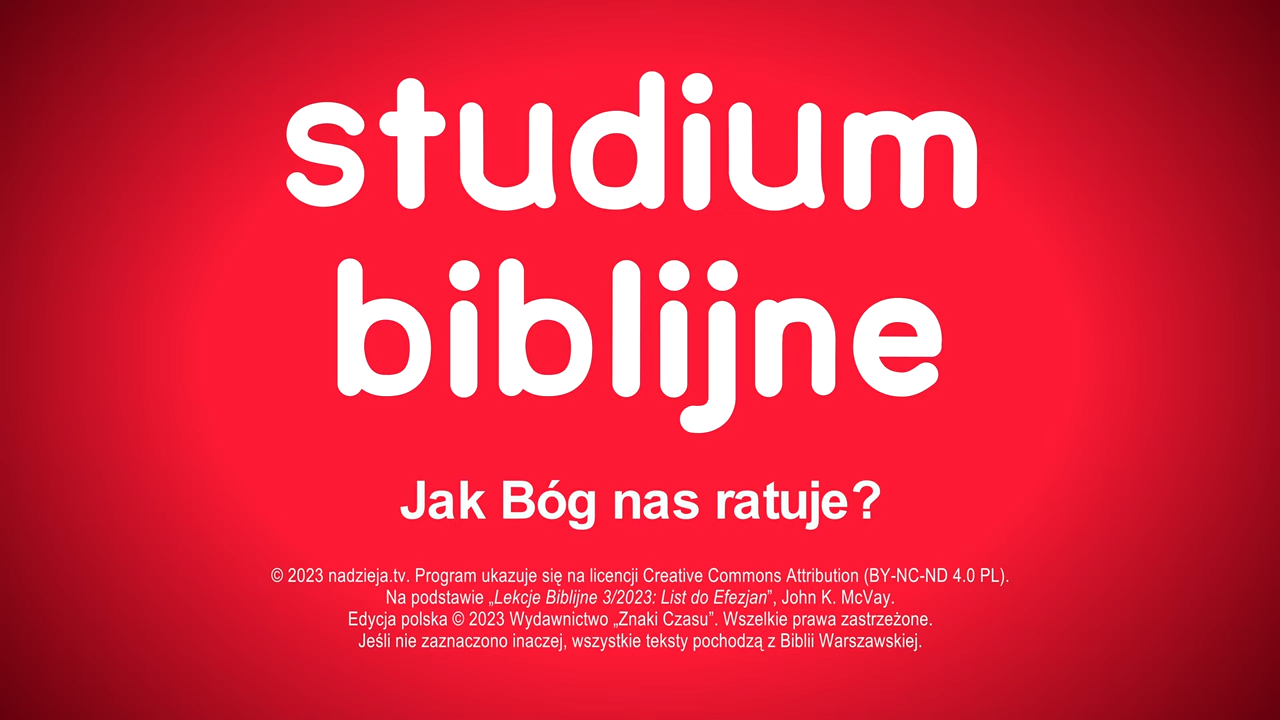 studium
biblijne
Jak Bóg nas ratuje?
© 2023 nadzieja.tv. Program ukazuje się na licencji Creative Commons Attribution (BY-NC-ND 4.0 PL).
Na podstawie „Lekcje Biblijne 3/2023: List do Efezjan”, John K. McVay.
Edycja polska © 2023 Wydawnictwo „Znaki Czasu”. Wszelkie prawa zastrzeżone.
Jeśli nie zaznaczono inaczej, wszystkie teksty pochodzą z Biblii Warszawskiej.